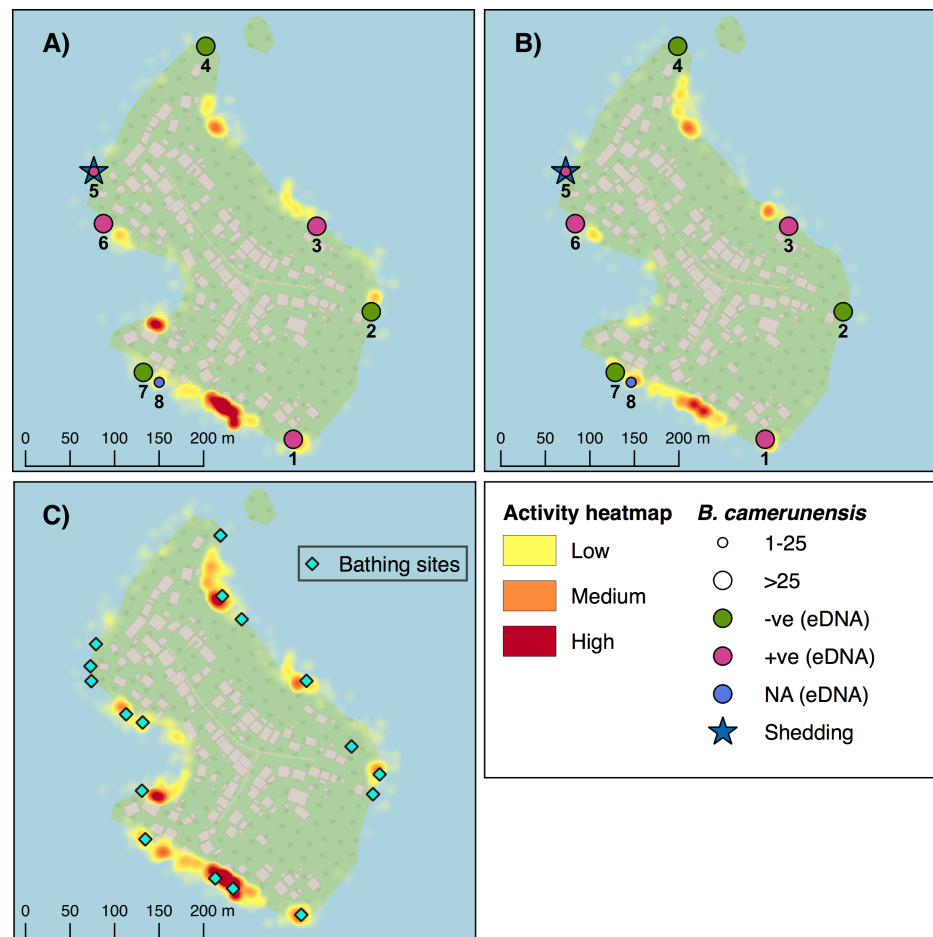 A)
4
5
6
3
2
7
8
1
0 50 100 150 200 m
B)
4
5
6
3
2
7
8
1
0 50 100 150 200 m
C)
Bathing sites
0 50 100 150 200 m
Activity heatmap
Low
Medium
High
B. camerunensis
1-25
>25
-ve (eDNA)
+ve (eDNA)
NA (eDNA)
Shedding